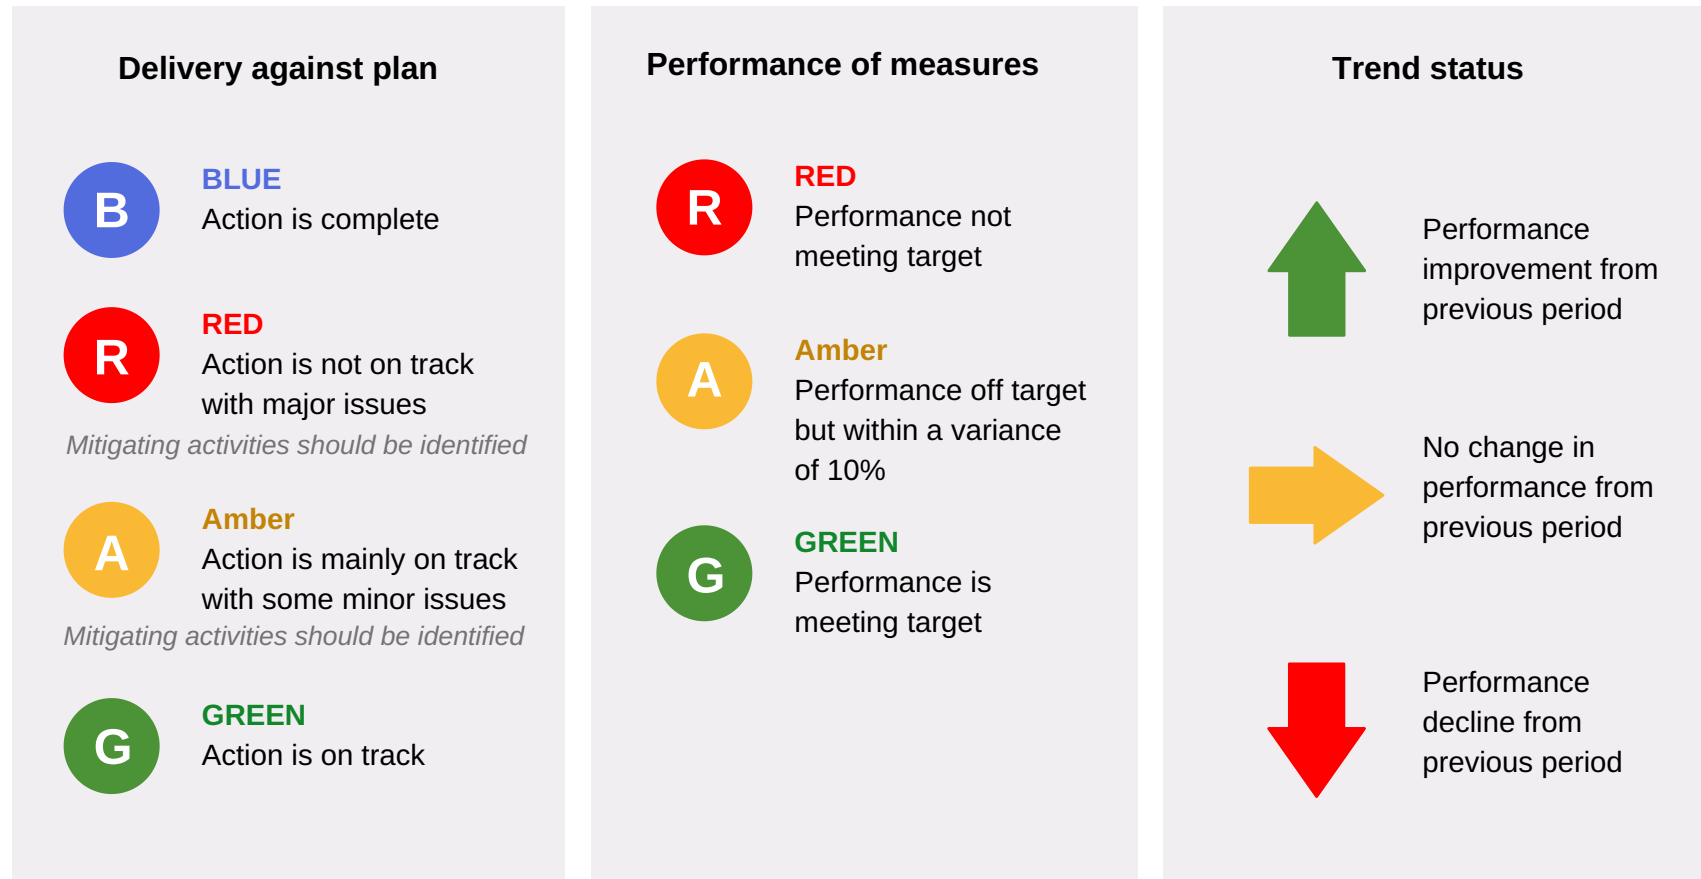 Delivery against plan
B
BLUE
Action is complete
R
RED
Action is not on track
with major issues
Mitigating activities should be identified
A
Amber
Action is mainly on track
with some minor issues
Mitigating activities should be identified
G
GREEN
Action is on track
Performance of measures
R
RED
Performance not
meeting target
A
Amber
Performance off target
but within a variance
of 10%
G
GREEN
Performance is
meeting target
Trend status
Performance
improvement from
previous period
No change in
performance from
previous period
Performance
decline from
previous period